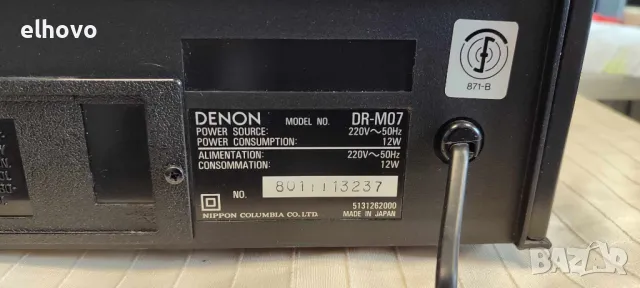 elhovo
871-B
DENON MODEL NO. DR-M07
POWER SOURCE: 220V～50Hz
POWER CONSUMPTION: 12W
ALIMENTATION: 220V～50Hz
CONSOMMATION: 12W
NO. 8011113237
5131262000
NIPPON COLUMBIA CO. LTD. MADE IN JAPAN
bazar